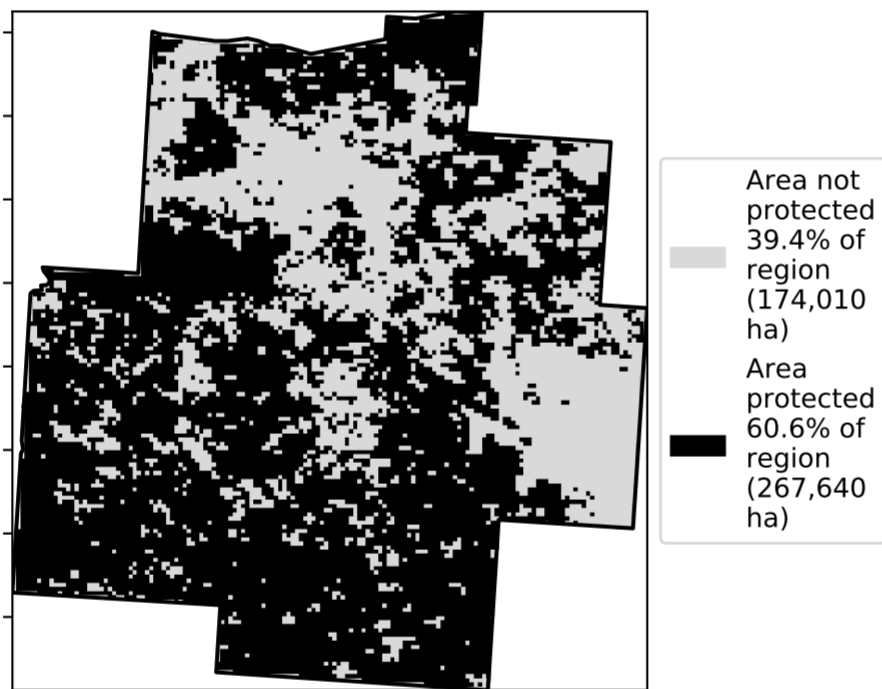 Area not
protected
39.4% of
region
(174,010
ha)
Area
protected
60.6% of
region
(267,640
ha)